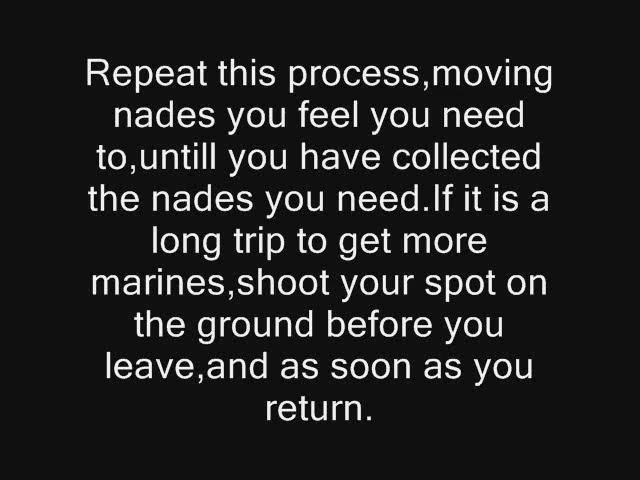 Repeat this process,moving
nades you feel you need
to,untill you have collected
the nades you need.If it is a
long trip to get more
marines,shoot your spot on
the ground before you
leave,and as soon as you
return.